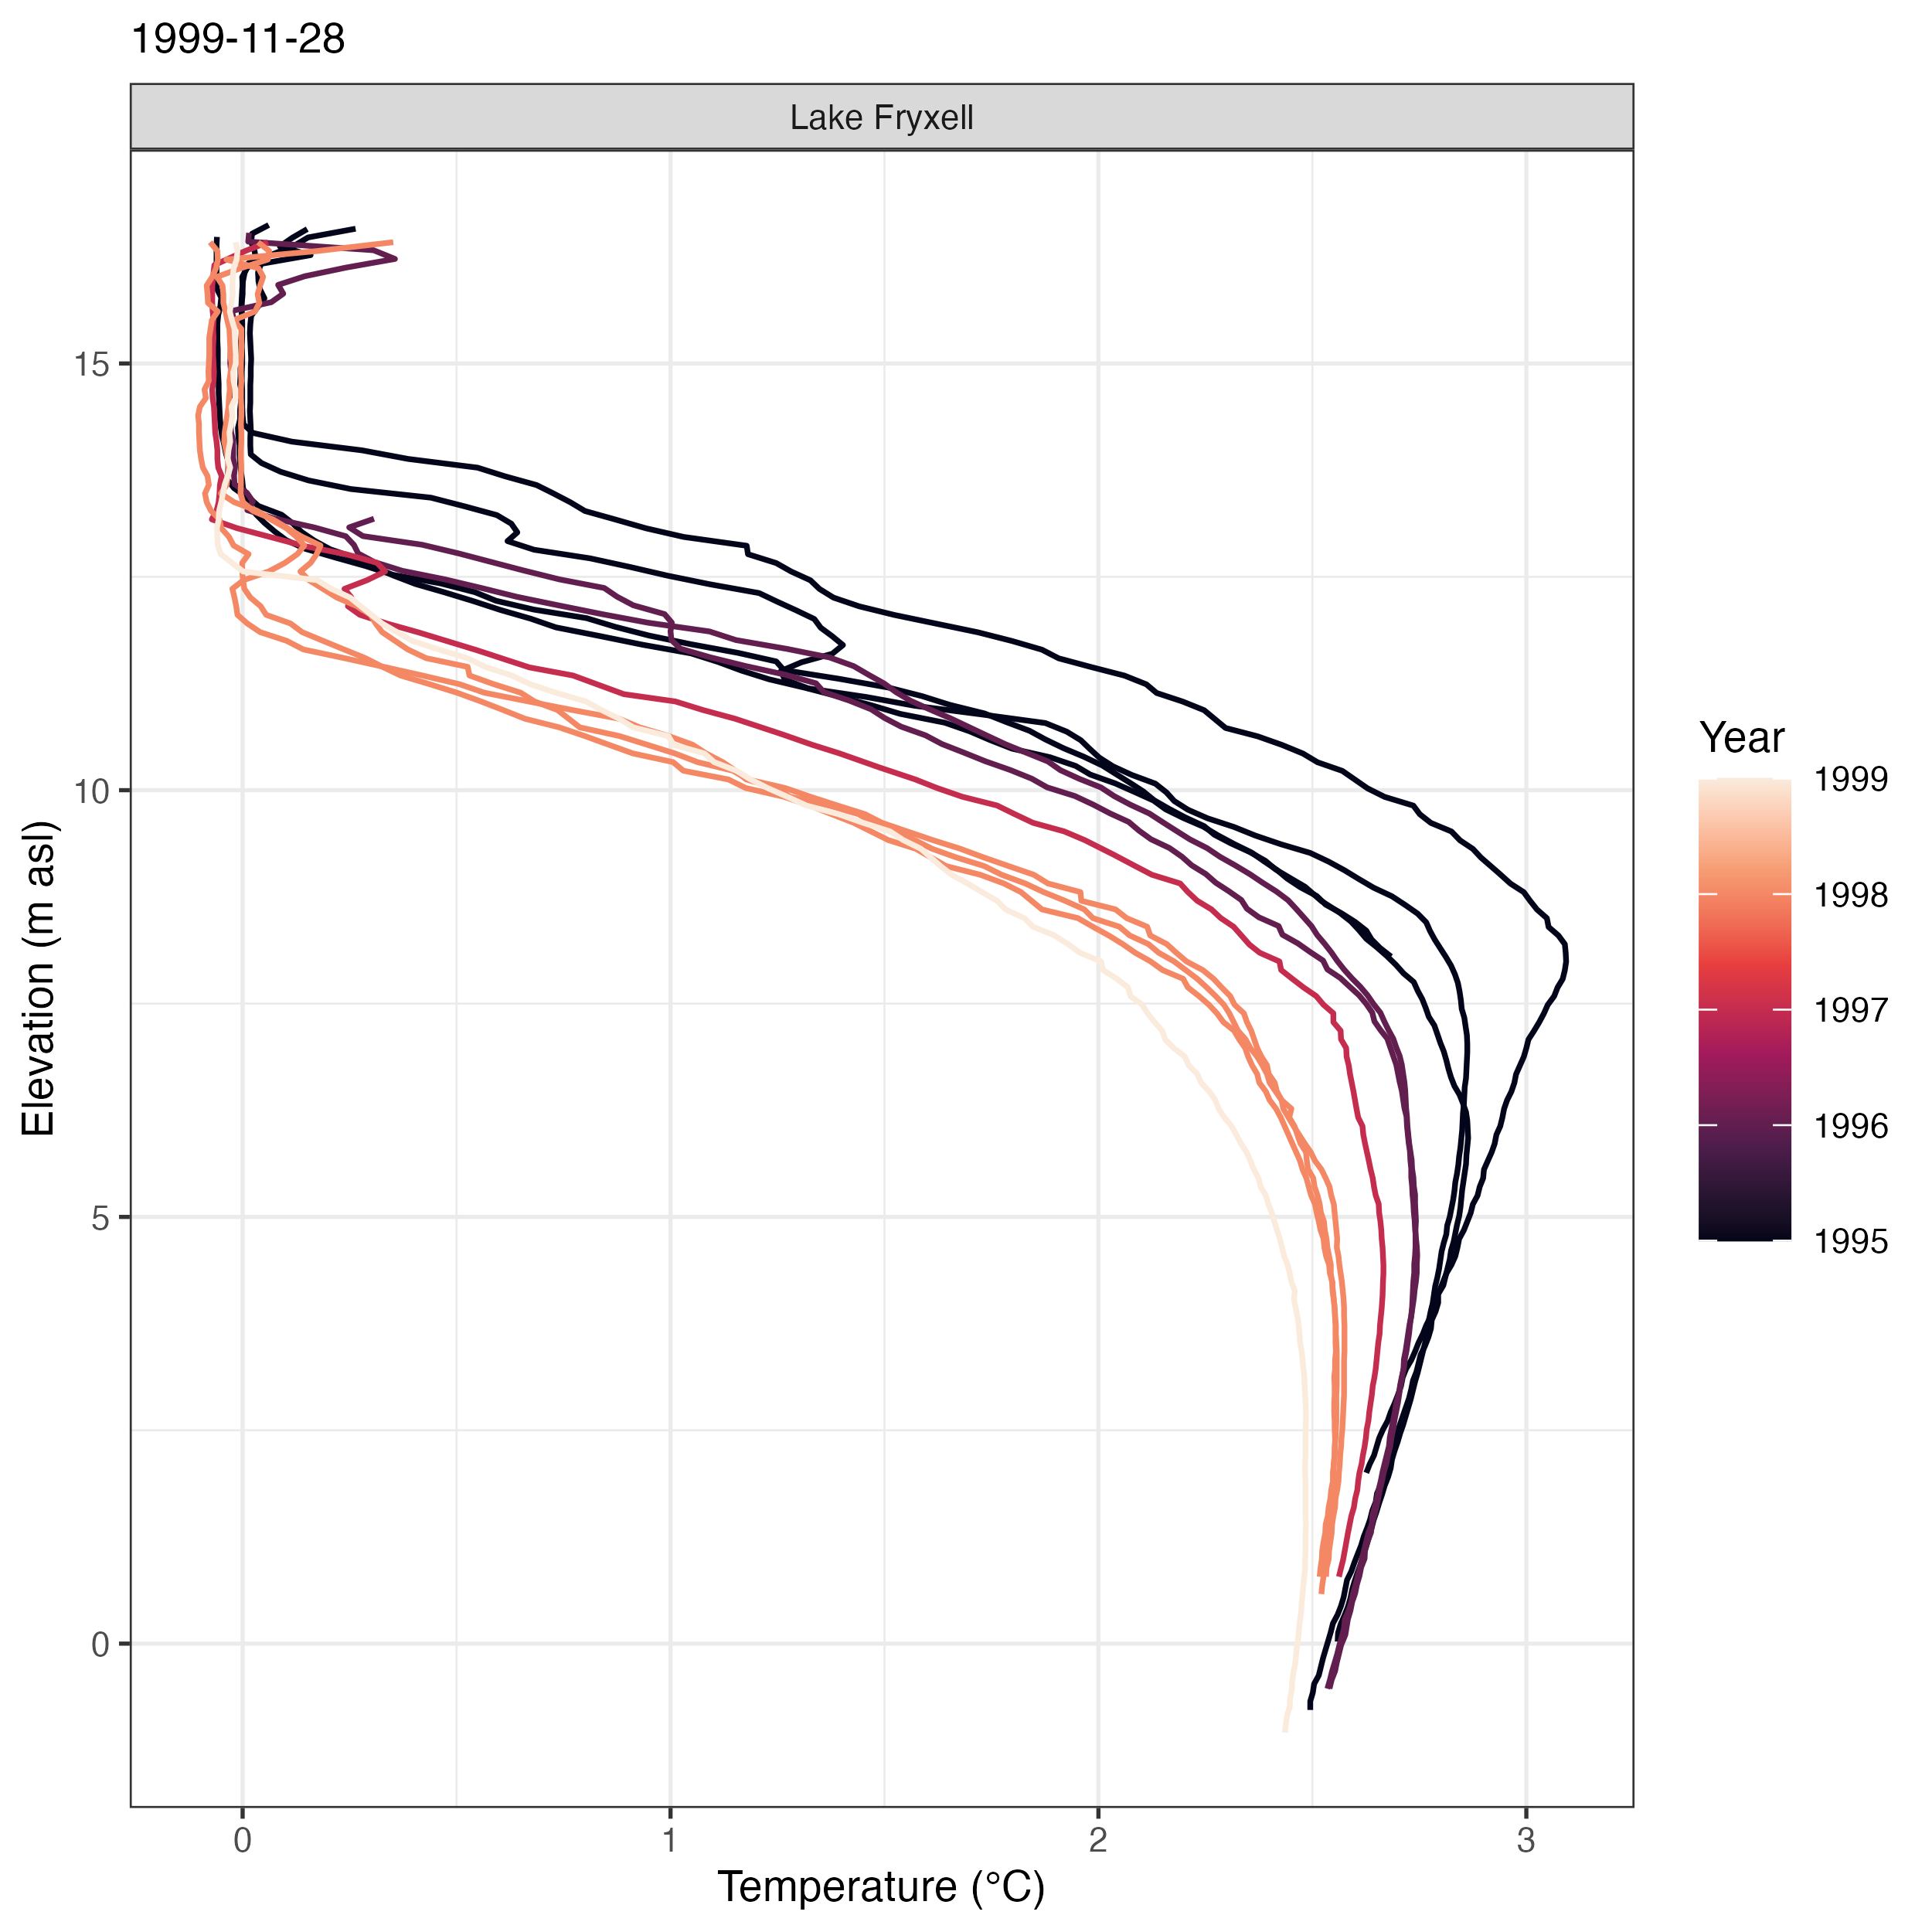 1999-11-28
Lake Fryxell
15
10
5
0
Elevation (m asl)
0 1 2 3
Temperature (°C)
Year
1999
1998
1997
1996
1995